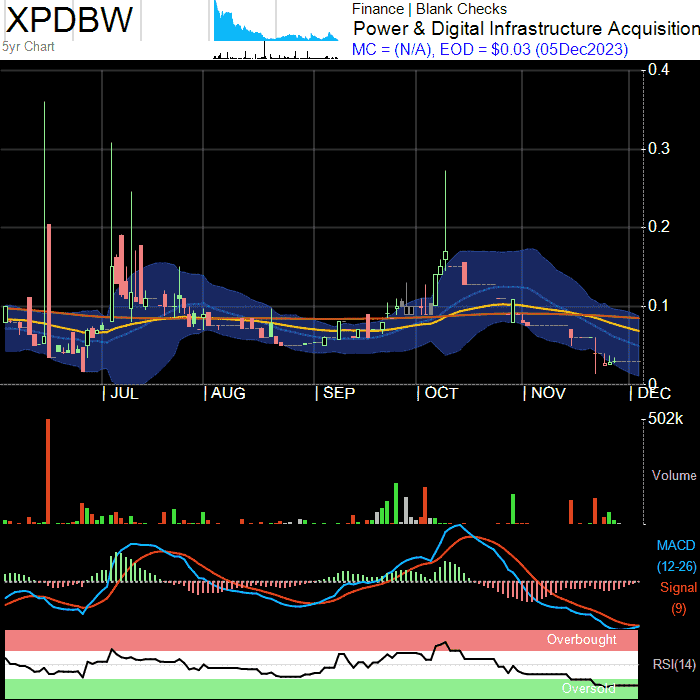 XPDBW
5yr Chart
Finance | Blank Checks
Power & Digital Infrastructure Acquisition
MC = (N/A), EOD = $0.03 (05Dec2023)
0.4
0.3
0.2
0.1
0
JUL
AUG
SEP
OCT
NOV
DEC
502k
Volume
MACD
(12-26)
Signal
(9)
Overbought
RSI(14)
Oversold